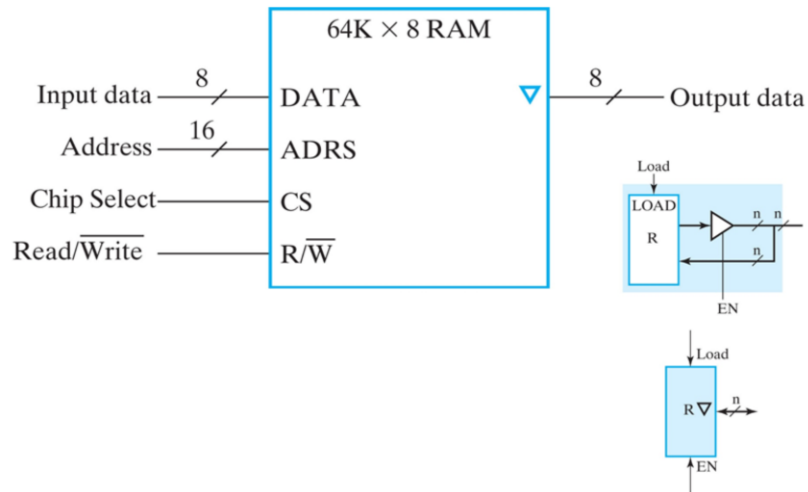 64K × 8 RAM
Input data 8 DATA 8 Output data
Address 16 ADRS
Chip Select CS
Read/W̅r̅i̅t̅e̅ R/W̅
Load
LOAD
R
n n
n
EN
Load
R n
EN